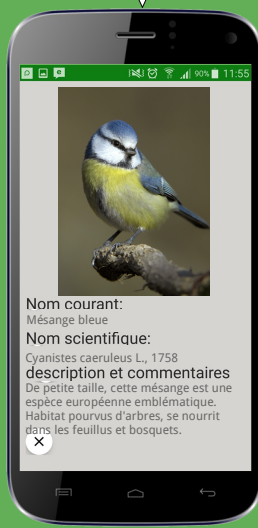 90% 11:55
Nom courant:
Mésange bleue
Nom scientifique:
Cyanistes caeruleus L., 1758
description et commentaires
De petite taille, cette mésange est une
espèce européenne emblématique.
Habitat pourvus d'arbres, se nourrit
dans les feuillus et bosquets.